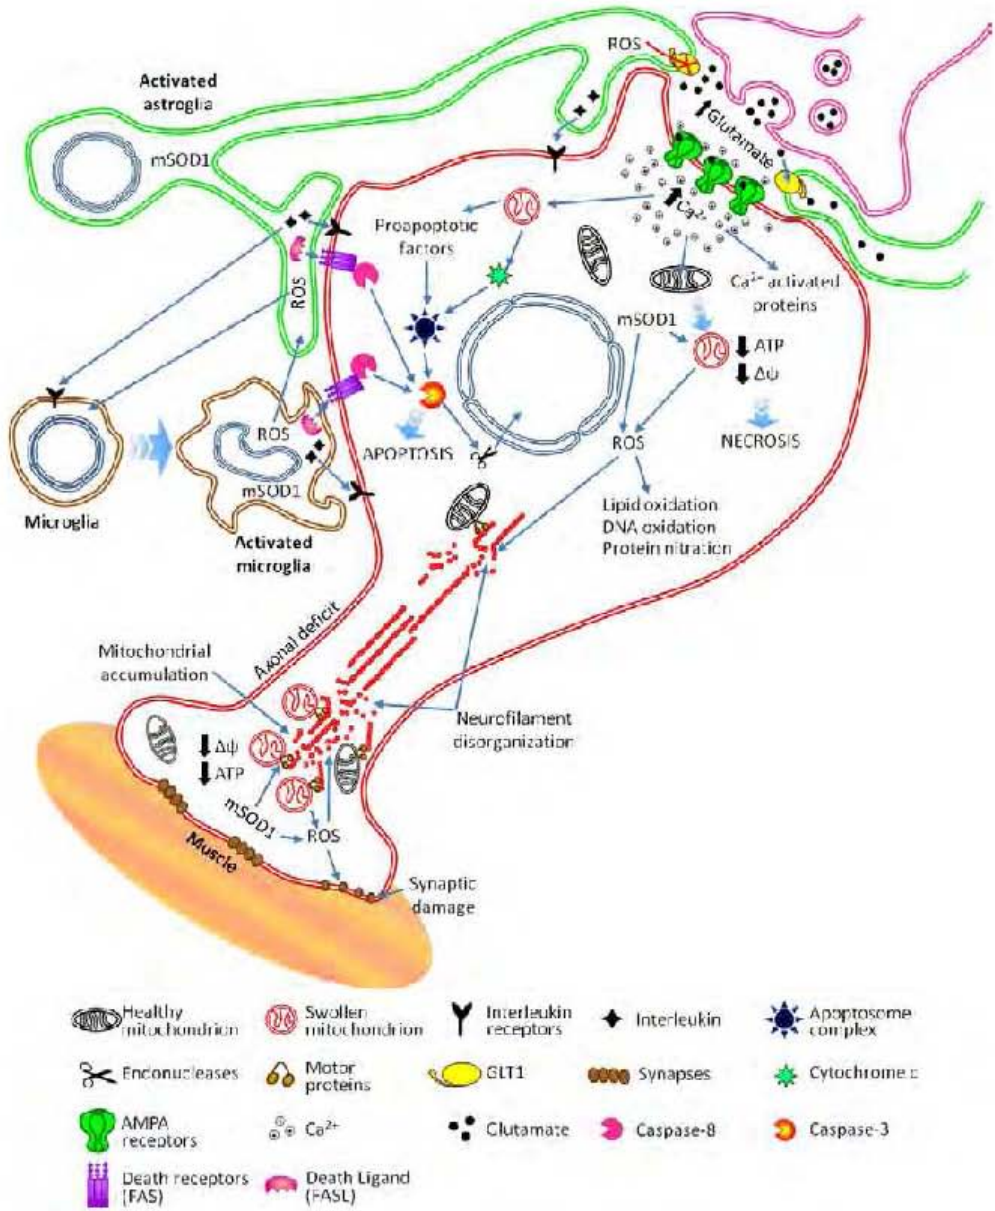 ROS
Activated
astroglia
mSOD1
Glutamate
Ca²⁺
Proapoptotic
factors
Ca²⁺ activated
proteins
ROS
mSOD1
ATP
Δψ
ROS
mSOD1
APOPTOSIS
ROS
NECROSIS
Microglia
Activated
microglia
Lipid oxidation
DNA oxidation
Protein nitration
Axonal deficit
Mitochondrial
accumulation
Neurofilament
disorganization
Δψ
ATP
mSOD1
ROS
Muscle
Synaptic
damage
Healthy
mitochondrion
Swollen
mitochondrion
Interleukin
receptors
Interleukin
Apoptosome
complex
Endonucleases
Motor
proteins
GLT1
Synapses
Cytochrome c
AMPA
receptors
Ca²⁺
Glutamate
Caspase-8
Caspase-3
Death receptors
(FAS)
Death Ligand
(FASL)